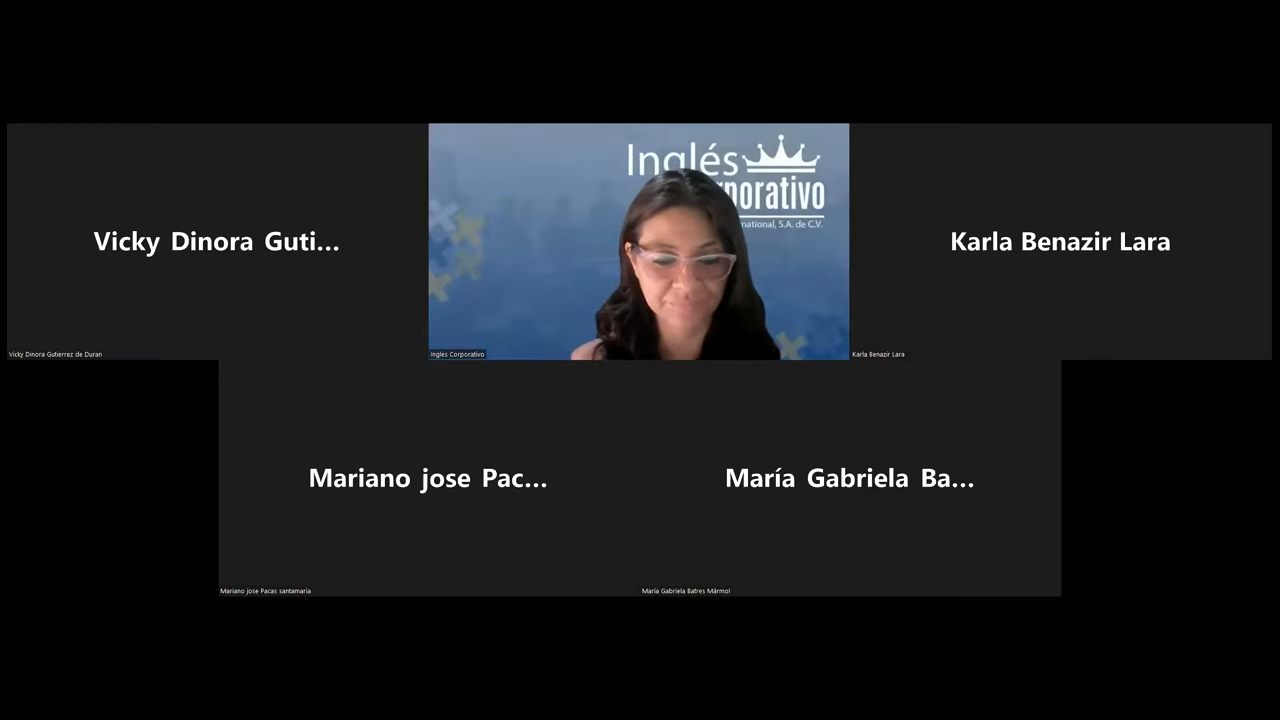 Vicky Dinora Guti...
Inglés
porativo
national, S.A. de C.V.
Karla Benazir Lara
Vicky Dinora Gutierrez de Duran
Ingles Corporativo
Karla Benazir Lara
Mariano jose Pac...
María Gabriela Ba...
Mariano jose Pacas santamaria
María Gabriela Batres Mármol